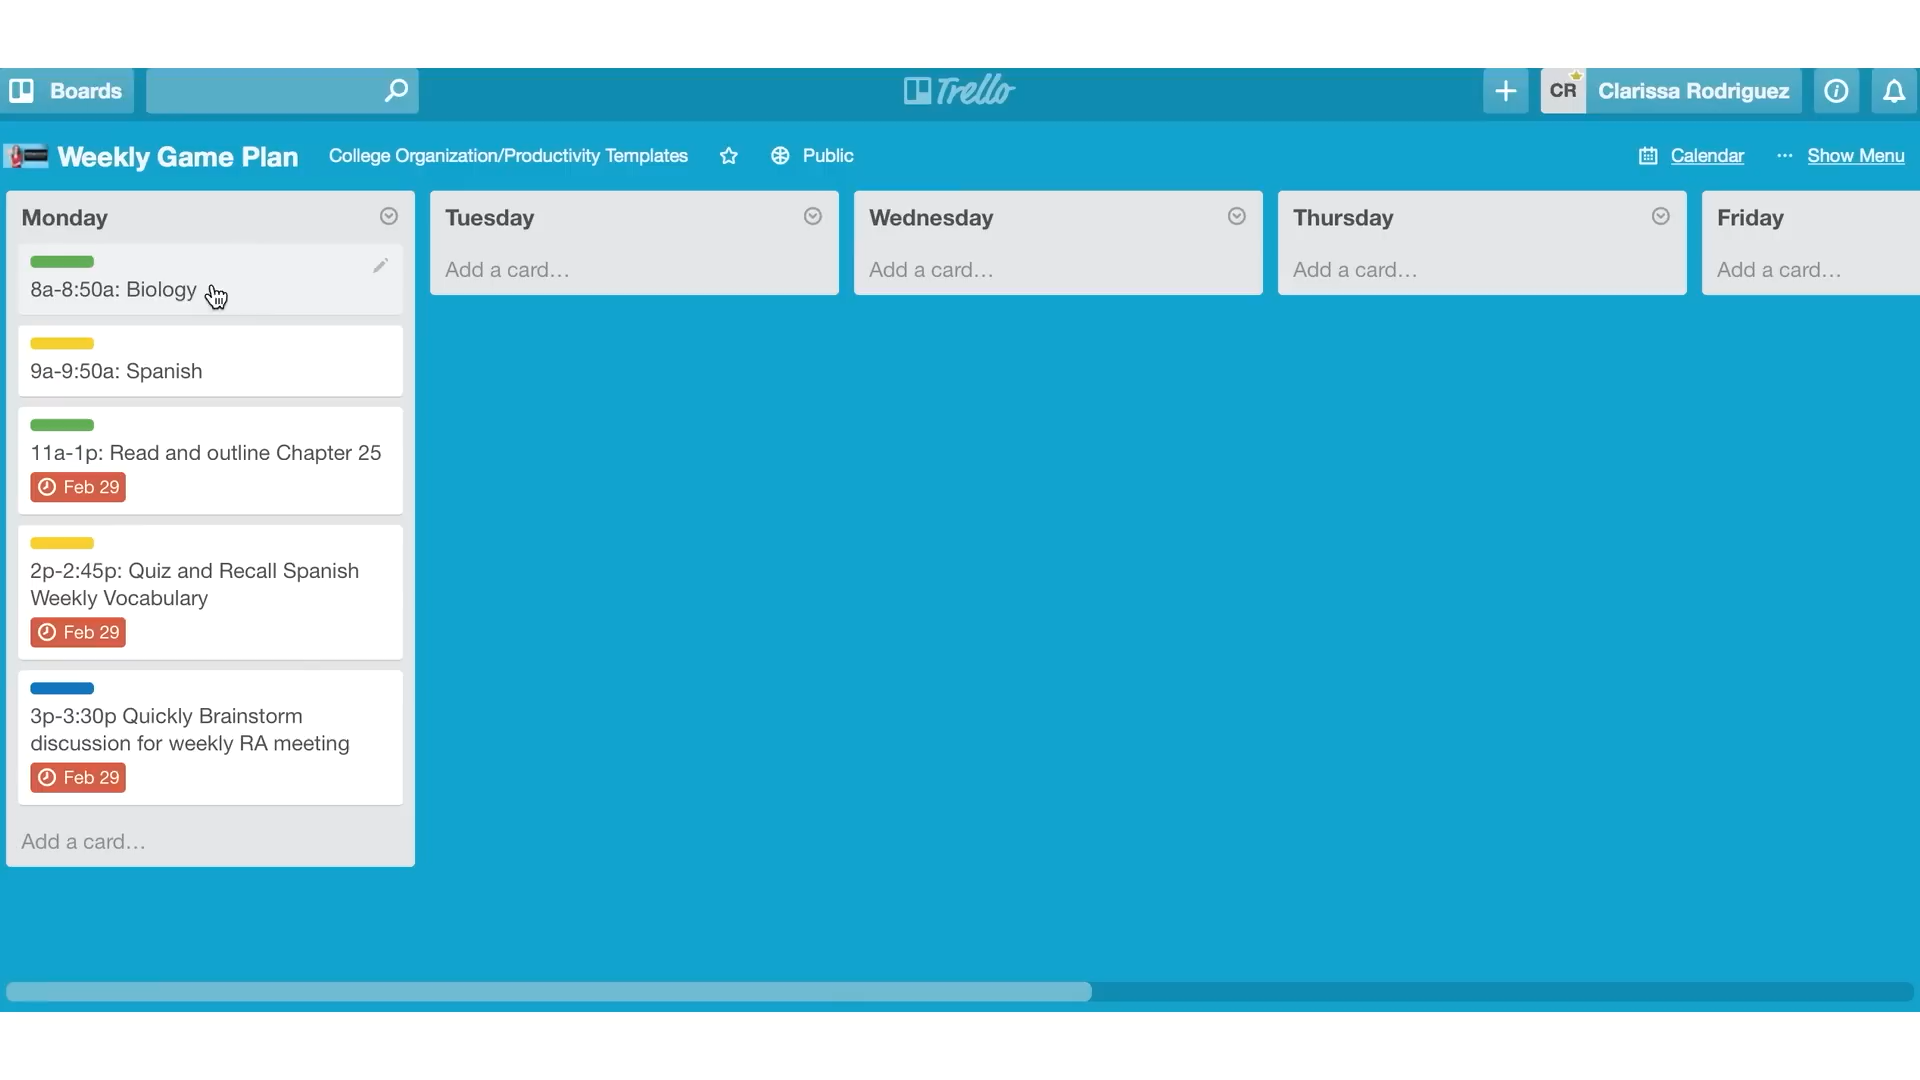 Boards
Trello
CR
Clarissa Rodriguez
Weekly Game Plan
College Organization/Productivity Templates
Public
Calendar
... Show Menu
Monday
8a-8:50a: Biology
9a-9:50a: Spanish
11a-1p: Read and outline Chapter 25
Feb 29
2p-2:45p: Quiz and Recall Spanish
Weekly Vocabulary
Feb 29
3p-3:30p Quickly Brainstorm
discussion for weekly RA meeting
Feb 29
Add a card…
Tuesday
Add a card…
Wednesday
Add a card…
Thursday
Add a card…
Friday
Add a card…